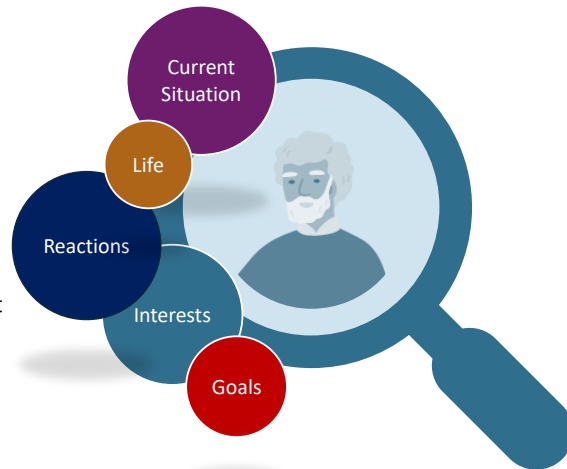 Current
Situation
Life
Reactions
Interests
Goals